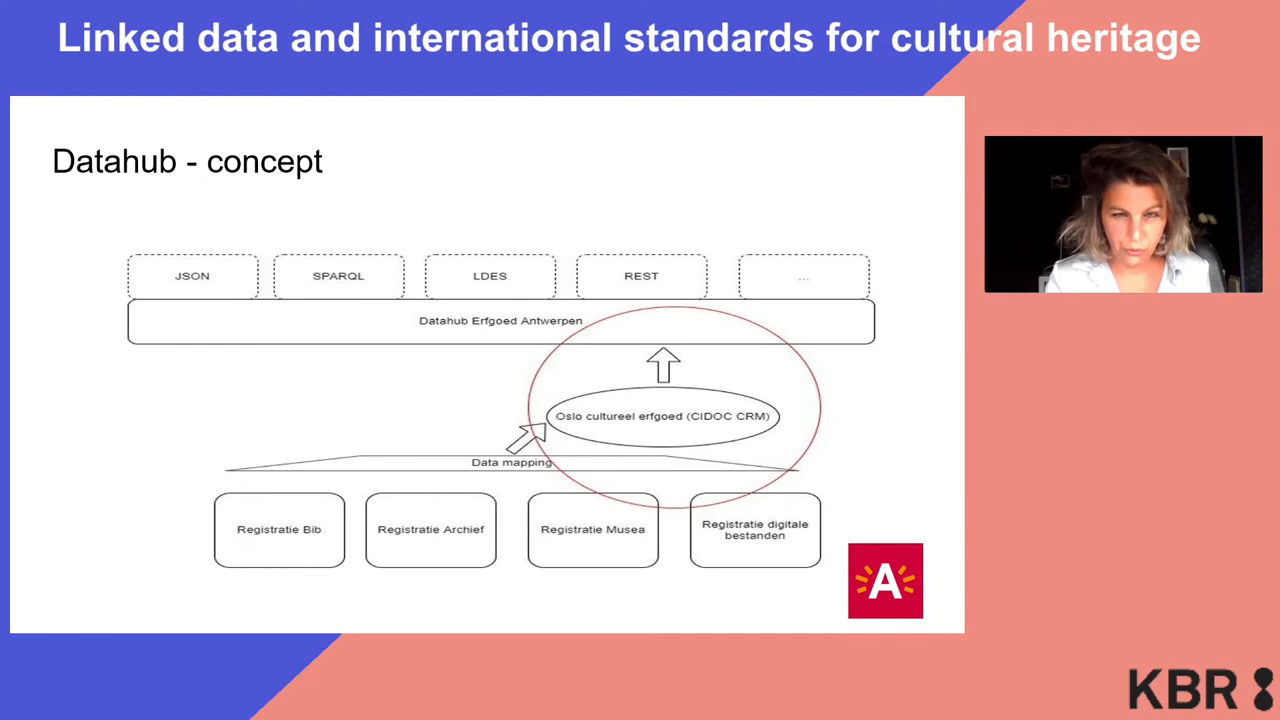 Linked data and international standards for cultural heritage
Datahub - concept
JSON
SPARQL
LDES
REST
...
Datahub Erfgoed Antwerpen
Oslo cultureel erfgoed (CIDOC CRM)
Data mapping
Registratie Bib
Registratie Archief
Registratie Musea
Registratie digitale
bestanden
A
KBR